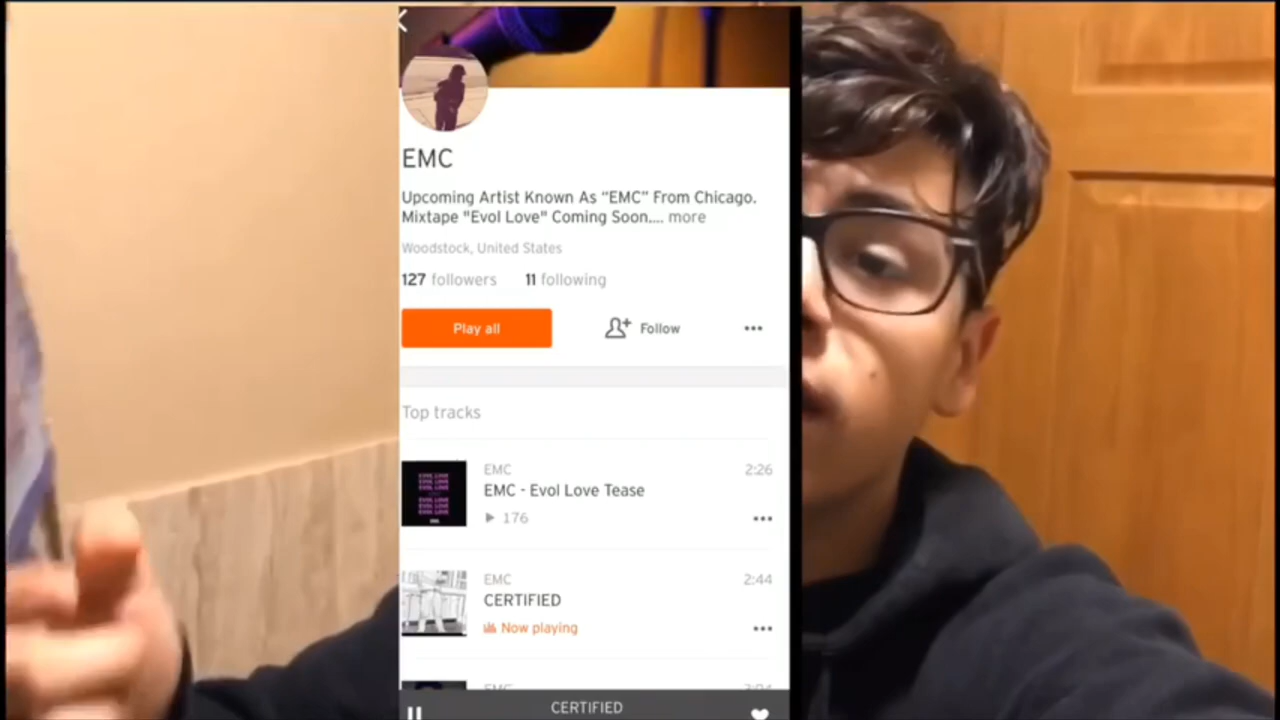 EMC
Upcoming Artist Known As “EMC” From Chicago.
Mixtape "Evol Love" Coming Soon.... more
Woodstock, United States
127 followers 11 following
Play all
Follow
Top tracks
EMC 2:26
EMC - Evol Love Tease
176
EMC 2:44
CERTIFIED
Now playing
EMC
CERTIFIED